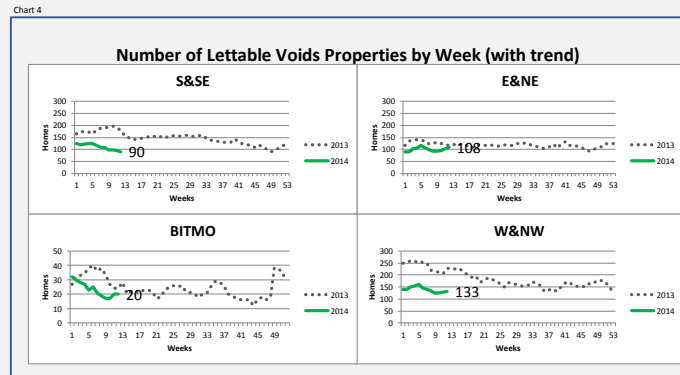 Chart 4
Number of Lettable Voids Properties by Week (with trend)
S&SE
300
250
200
150
100
50
0
Homes
90
1 5 9 13 17 21 25 29 33 37 41 45 49 53
Weeks
2013
2014
E&NE
300
250
200
150
100
50
0
Homes
108
1 5 9 13 17 21 25 29 33 37 41 45 49 53
Weeks
2013
2014
BITMO
50
40
30
20
10
0
Homes
20
1 5 9 13 17 21 25 29 33 37 41 45 49
Weeks
2013
2014
W&NW
300
250
200
150
100
50
0
Homes
133
1 5 9 13 17 21 25 29 33 37 41 45 49 53
Weeks
2013
2014